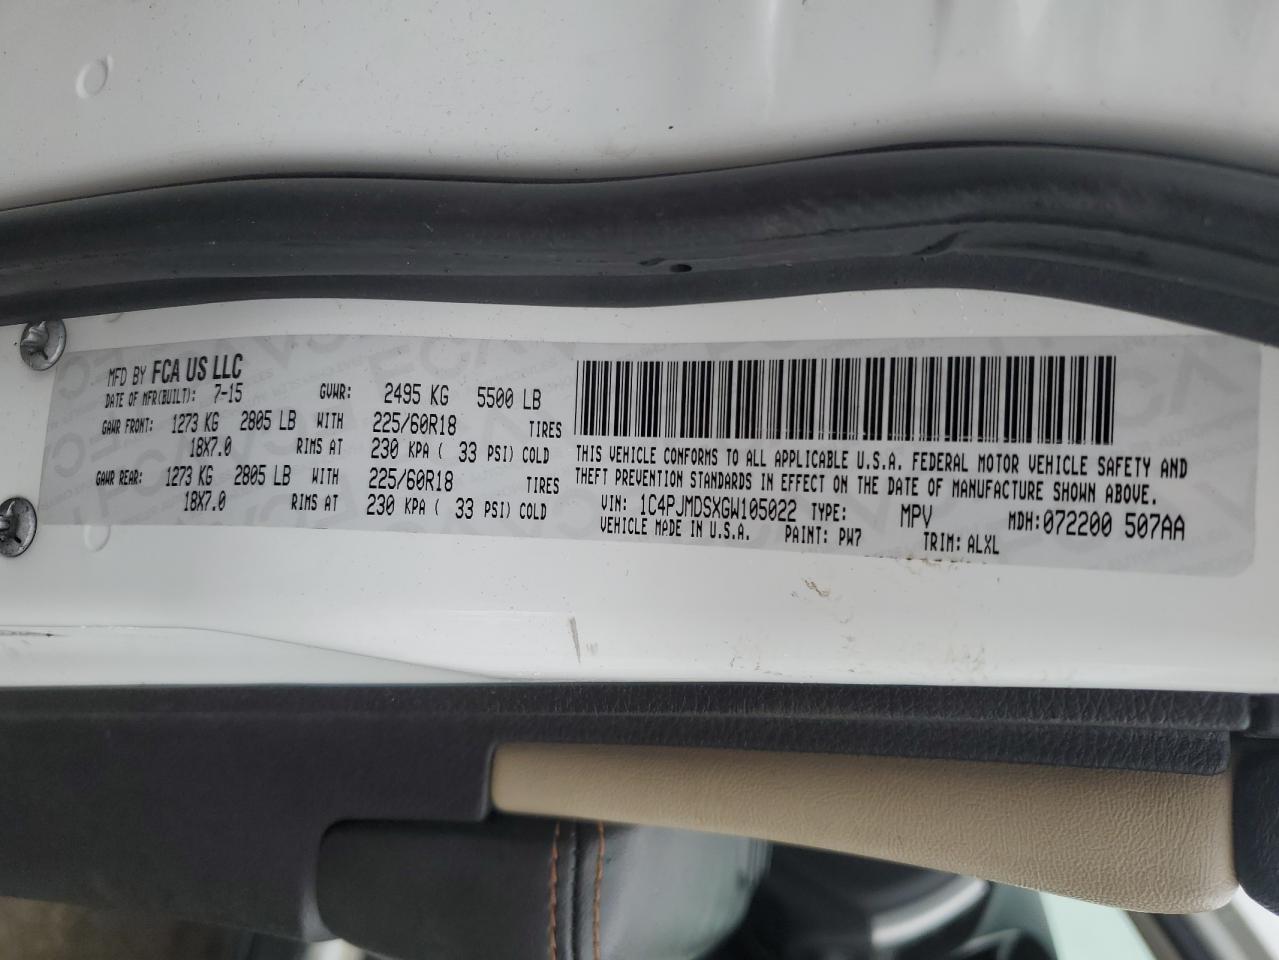 MFD BY FCA US LLC
DATE OF MFR(BUILT): 7-15 GVWR: 2495 KG 5500 LB
GAWR FRONT: 1273 KG 2805 LB WITH 225/60R18 TIRES
18X7.0 RIMS AT 230 KPA ( 33 PSI) COLD
GAWR REAR: 1273 KG 2805 LB WITH 225/60R18 TIRES
18X7.0 RIMS AT 230 KPA ( 33 PSI) COLD
THIS VEHICLE CONFORMS TO ALL APPLICABLE U.S.A. FEDERAL MOTOR VEHICLE SAFETY AND
THEFT PREVENTION STANDARDS IN EFFECT ON THE DATE OF MANUFACTURE SHOWN ABOVE.
VIN: 1C4PJMDSXGW105022 TYPE: MPV MDH:072200 507AA
VEHICLE MADE IN U.S.A. PAINT: PW7 TRIM: ALXL